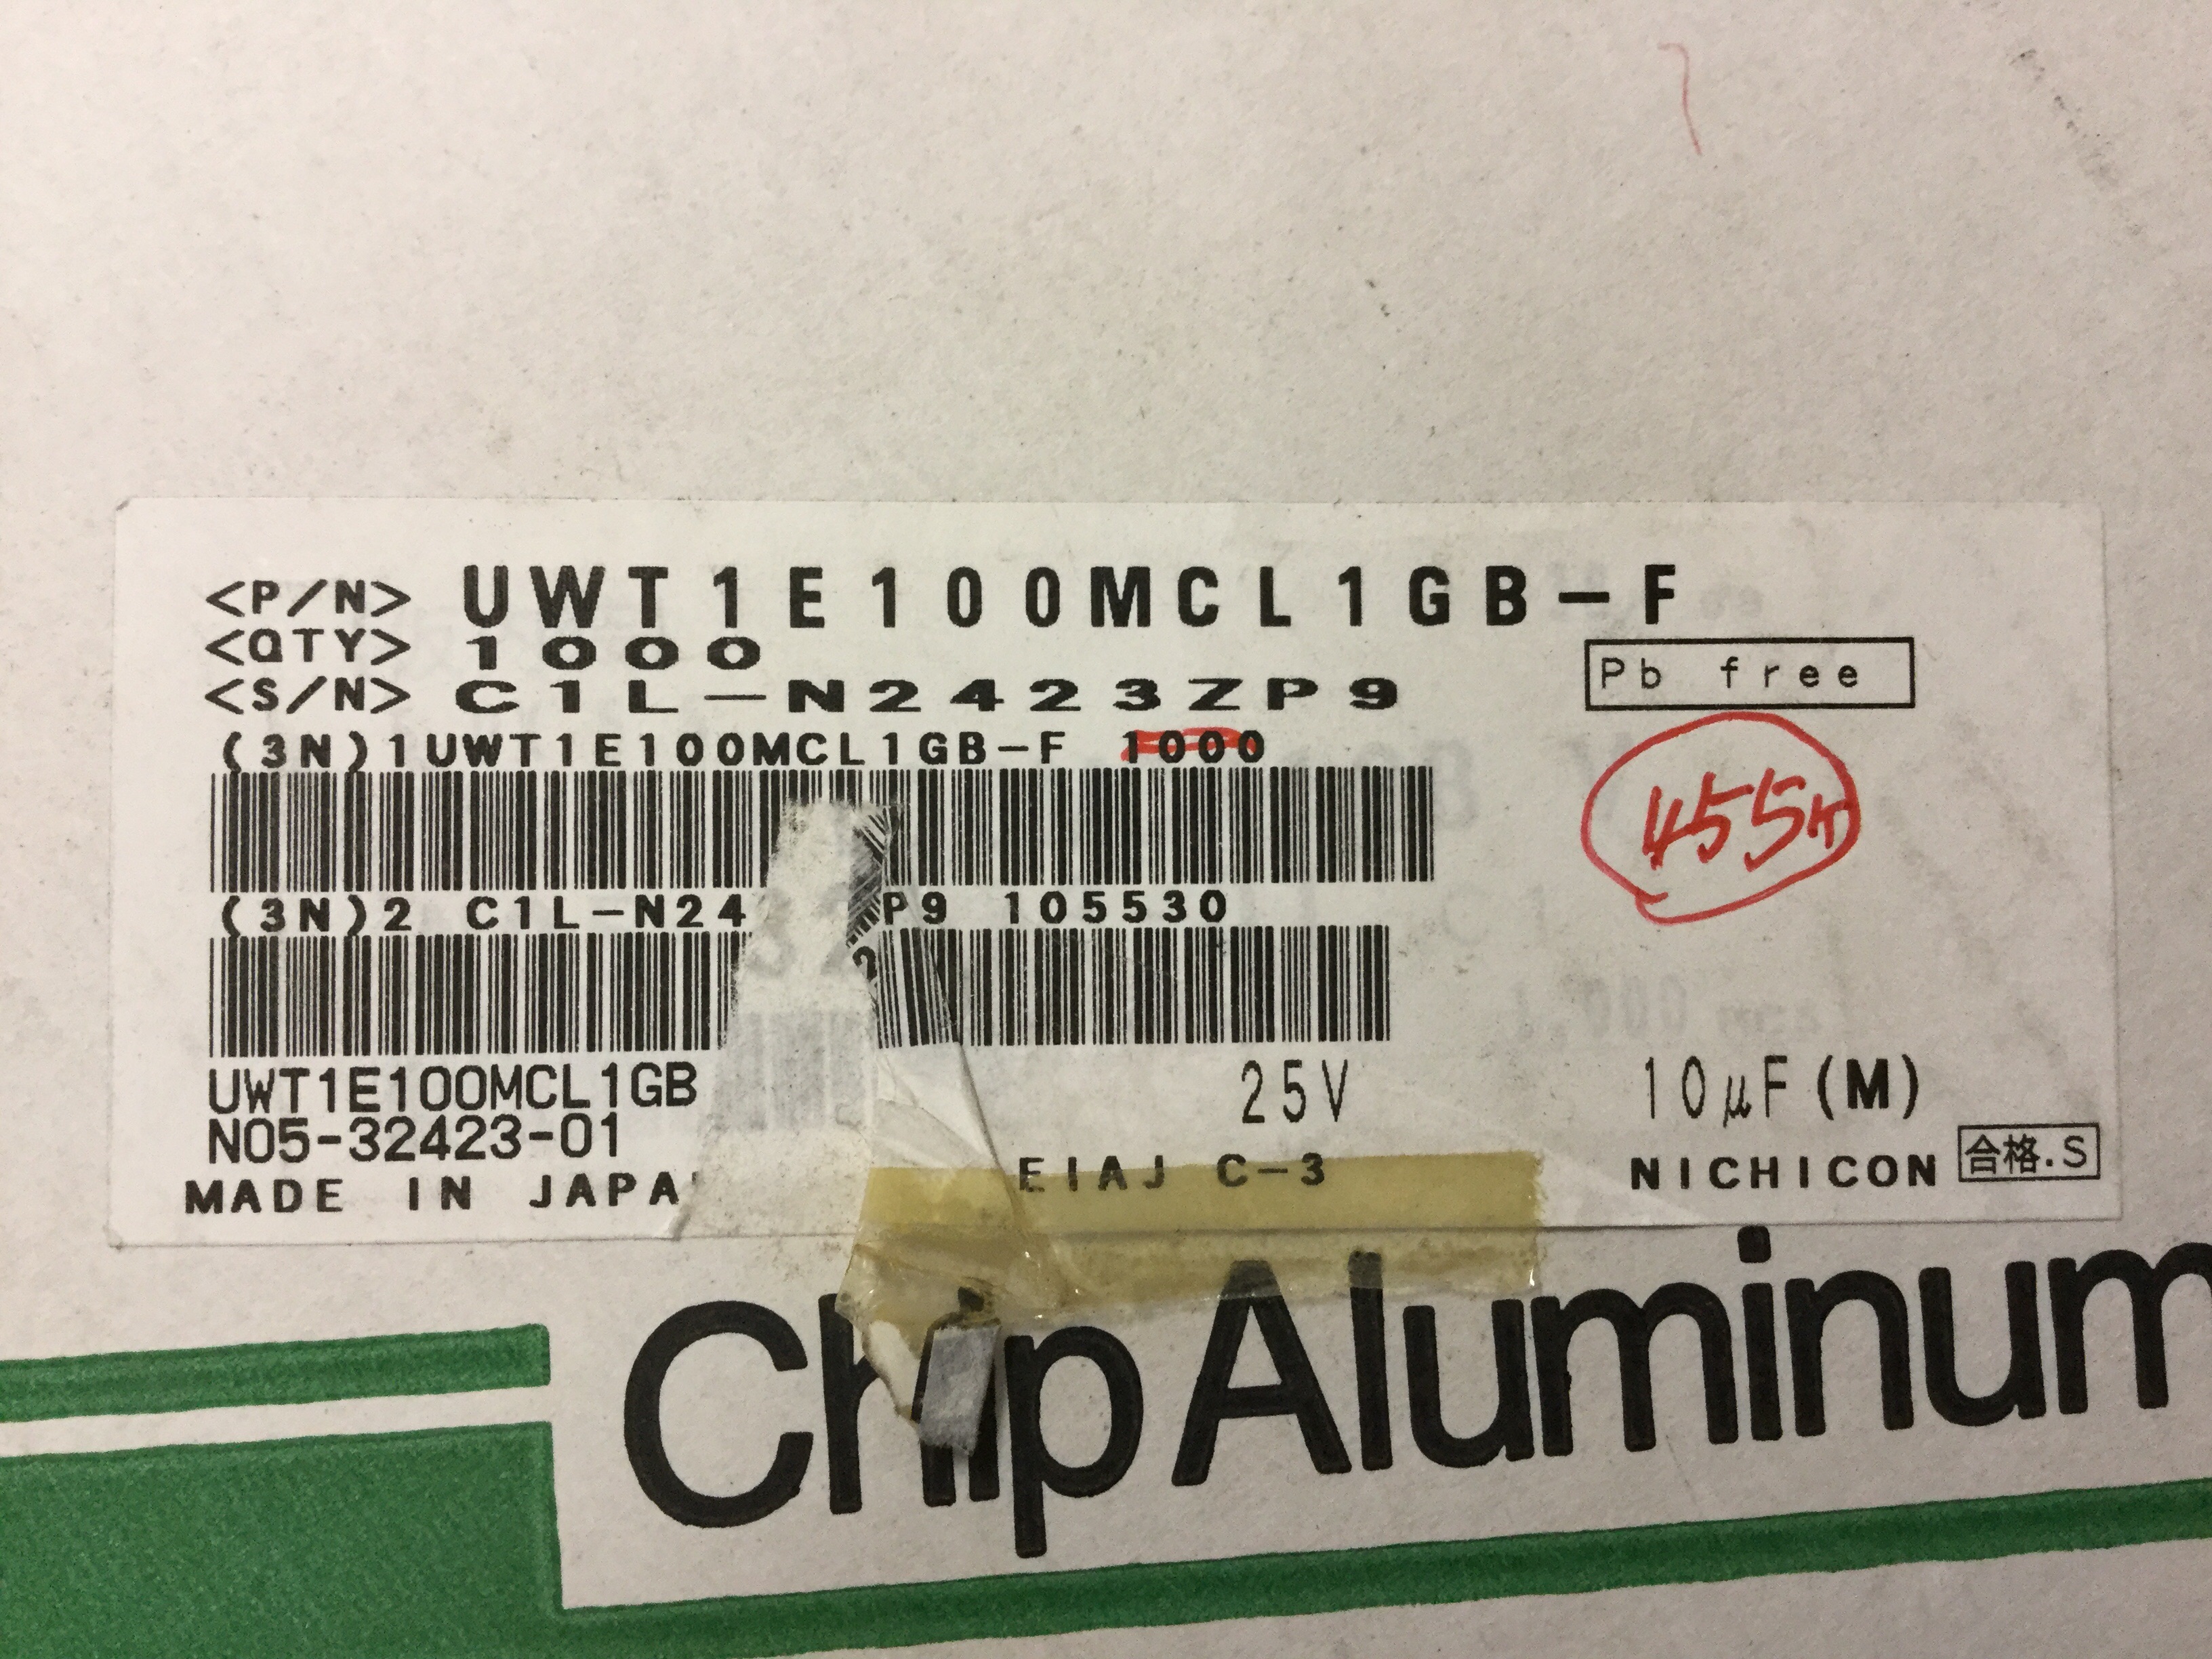 <P/N> UWT1E100MCL1GB-F
<QTY> 1000
<S/N> C1L-N2423ZP9
Pb free
(3N)1UWT1E100MCL1GB-F 1000
455
(3N)2 C1L-N24 P9 105530
2
UWT1E100MCL1GB 25V 10μF(M)
N05-32423-01
MADE IN JAPA EIAJ C-3 NICHICON 合格.S
Chip Aluminum